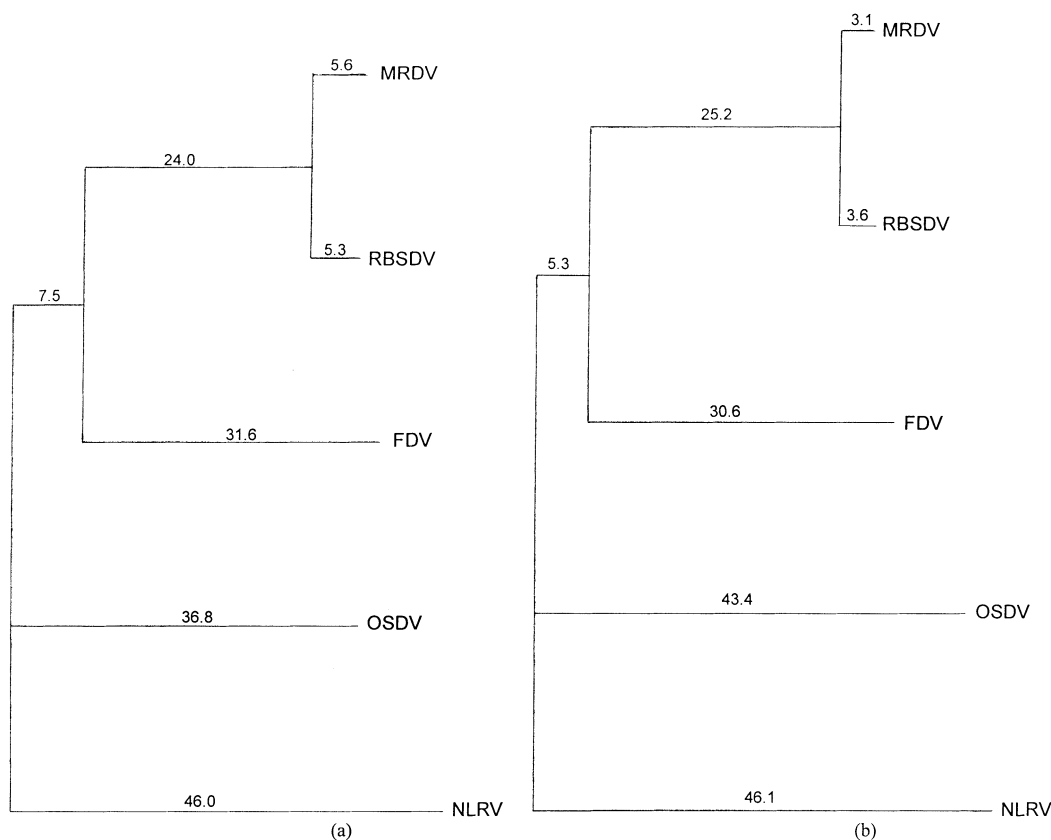 5.6 MRDV
24.0
5.3 RBSDV
7.5
31.6 FDV
36.8 OSDV
46.0 NLRV
(a)
3.1 MRDV
25.2
3.6 RBSDV
5.3
30.6 FDV
43.4 OSDV
46.1 NLRV
(b)